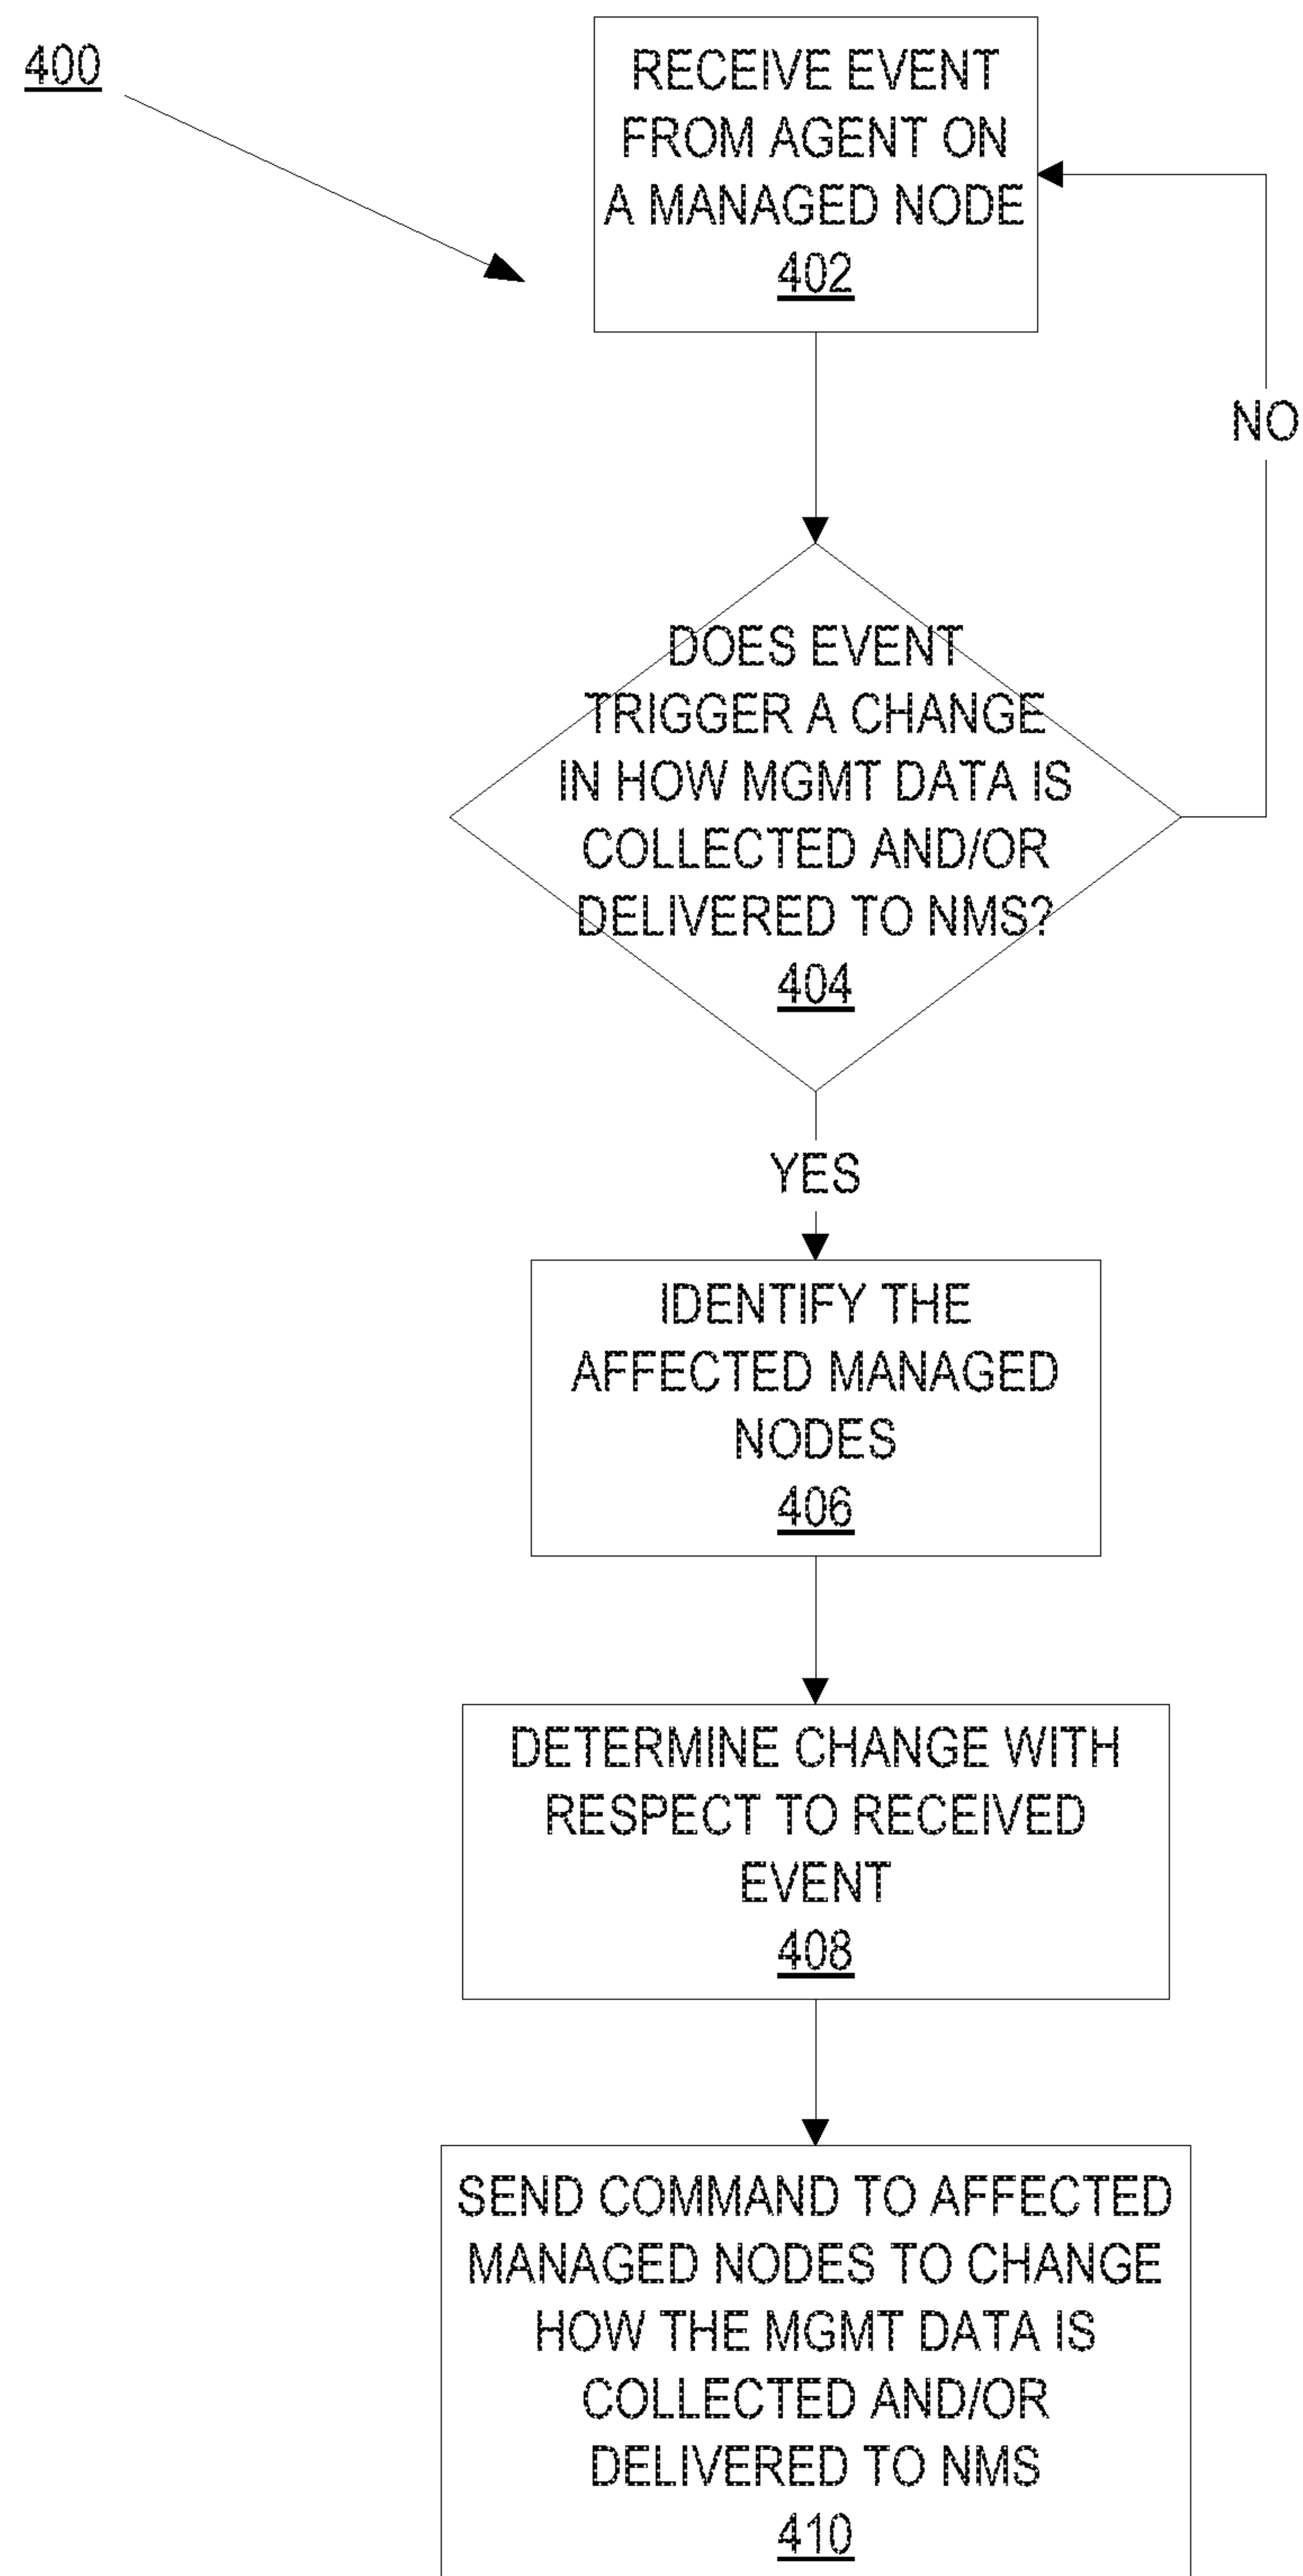 400
RECEIVE EVENT
FROM AGENT ON
A MANAGED NODE
402
NO
DOES EVENT
TRIGGER A CHANGE
IN HOW MGMT DATA IS
COLLECTED AND/OR
DELIVERED TO NMS?
404
YES
IDENTIFY THE
AFFECTED MANAGED
NODES
406
DETERMINE CHANGE WITH
RESPECT TO RECEIVED
EVENT
408
SEND COMMAND TO AFFECTED
MANAGED NODES TO CHANGE
HOW THE MGMT DATA IS
COLLECTED AND/OR
DELIVERED TO NMS
410